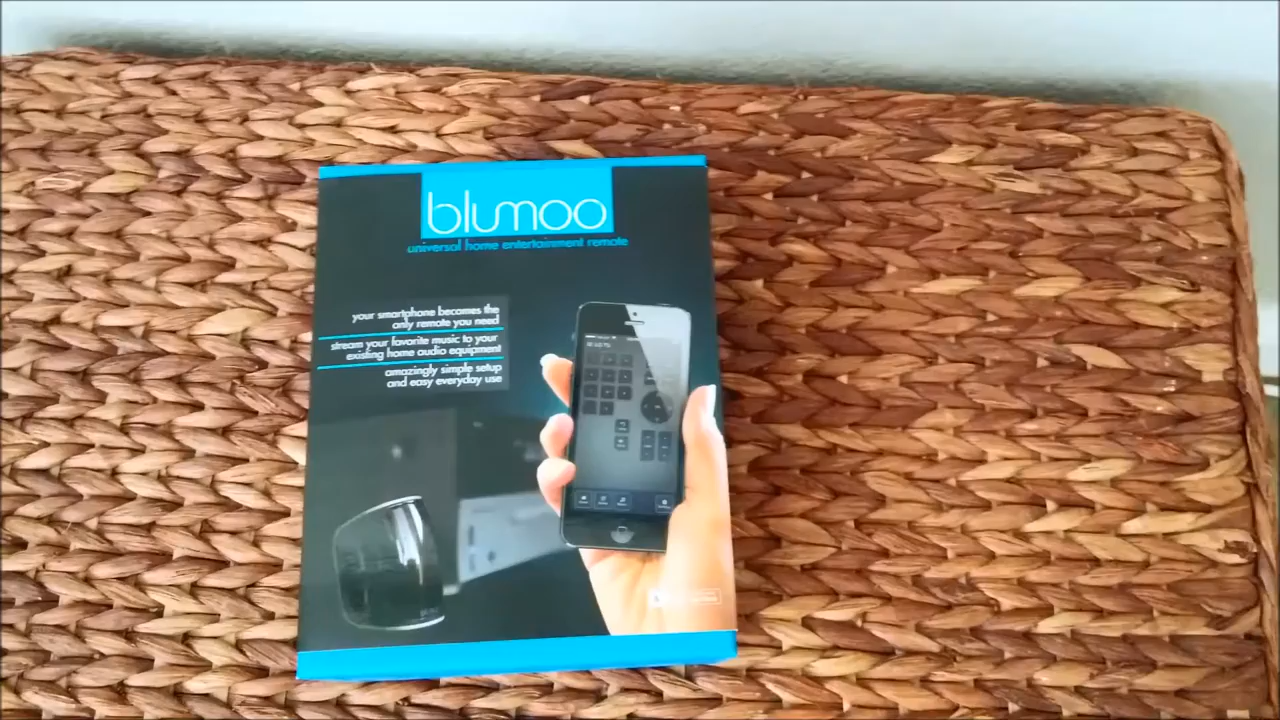 blumoo
universal home entertainment remote
your smartphone becomes the
only remote you need
stream your favorite music to your
existing home audio equipment
amazingly simple setup
and easy everyday use